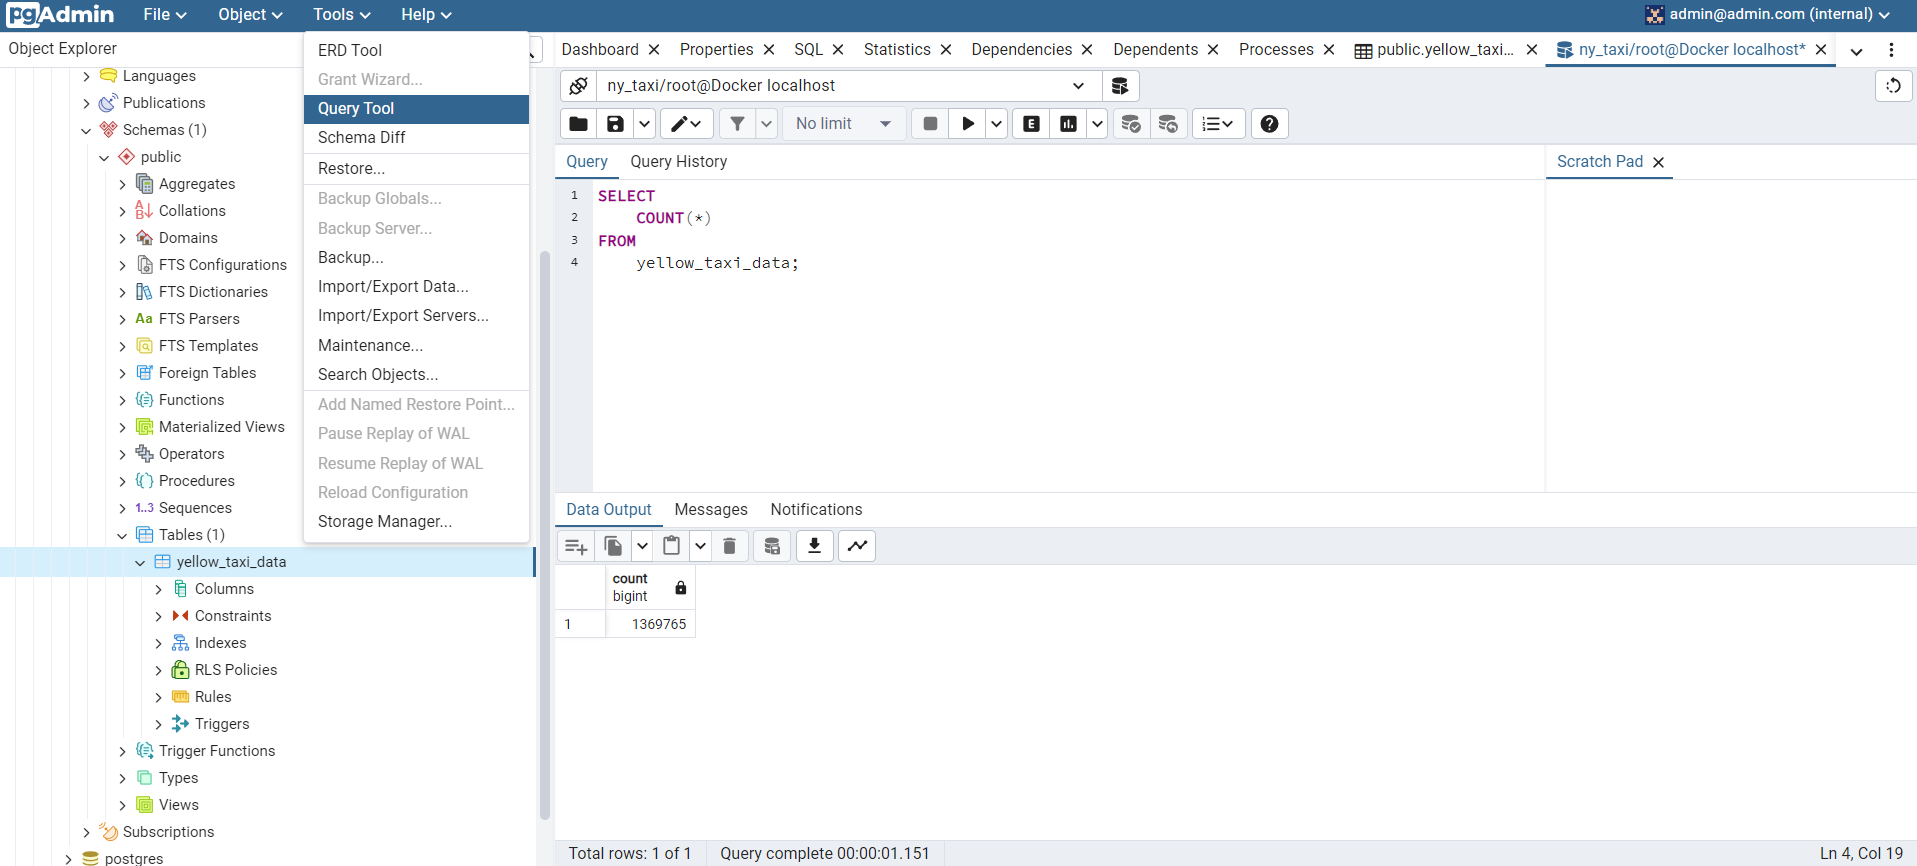 pgAdmin File Object Tools Help admin@admin.com (internal)
Object Explorer
Languages
Publications
Schemas (1)
public
Aggregates
Collations
Domains
FTS Configurations
FTS Dictionaries
Aa FTS Parsers
FTS Templates
Foreign Tables
Functions
Materialized Views
Operators
Procedures
1..3 Sequences
Tables (1)
yellow_taxi_data
Columns
Constraints
Indexes
RLS Policies
Rules
Triggers
Trigger Functions
Types
Views
Subscriptions
postgres
ERD Tool
Grant Wizard...
Query Tool
Schema Diff
Restore...
Backup Globals...
Backup Server...
Backup...
Import/Export Data...
Import/Export Servers...
Maintenance...
Search Objects...
Add Named Restore Point...
Pause Replay of WAL
Resume Replay of WAL
Reload Configuration
Storage Manager...
Dashboard Properties SQL Statistics Dependencies Dependents Processes public.yellow_taxi... ny_taxi/root@Docker localhost*
ny_taxi/root@Docker localhost
No limit E
Query Query History
Scratch Pad
1 SELECT
2 COUNT(*)
3 FROM
4 yellow_taxi_data;
Data Output Messages Notifications
count
bigint
1 1369765
Total rows: 1 of 1 Query complete 00:00:01.151 Ln 4, Col 19